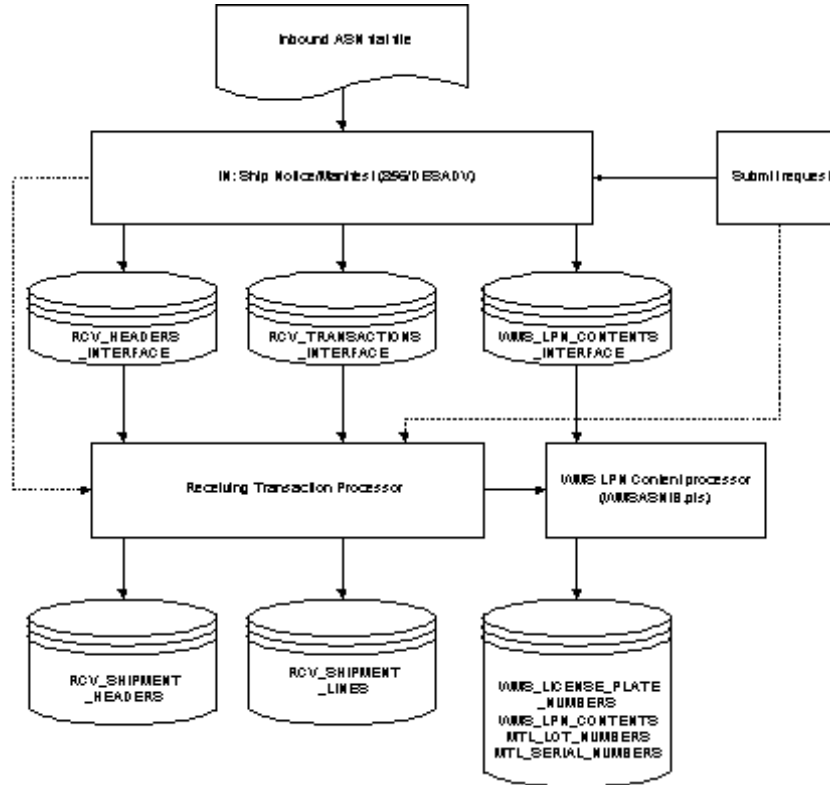 Inbound ASN flat file
IN: Ship Notice/Manifest (856/DESADV)
Submit request
RCV_HEADERS
_INTERFACE
RCV_TRANSACTIONS
_INTERFACE
WMS_LPN_CONTENTS
_INTERFACE
Receiving Transaction Processor
WMS LPN Content processor
(WMSASNIB.pls)
RCV_SHIPMENT
_HEADERS
RCV_SHIPMENT
_LINES
WMS_LICENSE_PLATE
_NUMBERS
WMS_LPN_CONTENTS
MTL_LOT_NUMBERS
MTL_SERIAL_NUMBERS